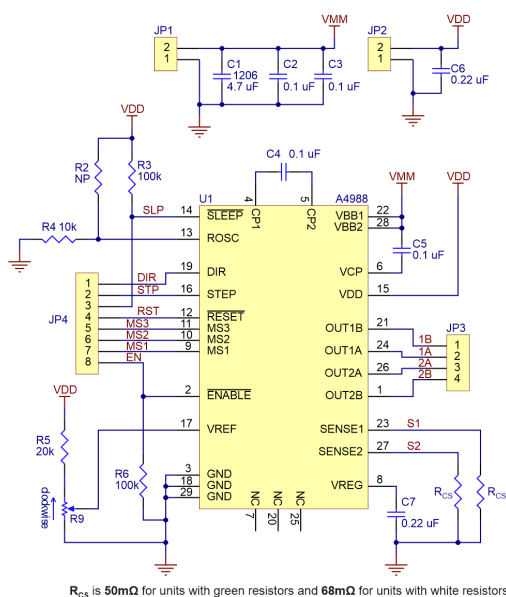 JP1
2
1
VMM
C1
1206
4.7 uF
C2
0.1 uF
C3
0.1 uF
JP2
2
1
VDD
C6
0.22 uF
VDD
R2
NP
R3
100k
C4 0.1 uF
R4 10k
U1
A4988
4
CP1
5
CP2
SLP
14
SLEEP
13
ROSC
DIR
19
DIR
STP
16
STEP
RST
12
RESET
MS3
11
MS3
MS2
10
MS2
MS1
9
MS1
EN
2
ENABLE
17
VREF
3
GND
18
GND
29
GND
JP4
1
2
3
4
5
6
7
8
VDD
R5
20k
clockwise
R9
R6
100k
NC
7
NC
20
NC
25
VMM
VDD
VBB1
22
VBB2
28
C5
0.1 uF
VCP
6
VDD
15
OUT1B
21
1B
OUT1A
24
1A
OUT2A
26
2A
OUT2B
1
2B
JP3
1
2
3
4
SENSE1
23
S1
SENSE2
27
S2
VREG
8
C7
0.22 uF
RCS
RCS
RCS is 50mΩ for units with green resistors and 68mΩ for units with white resistors